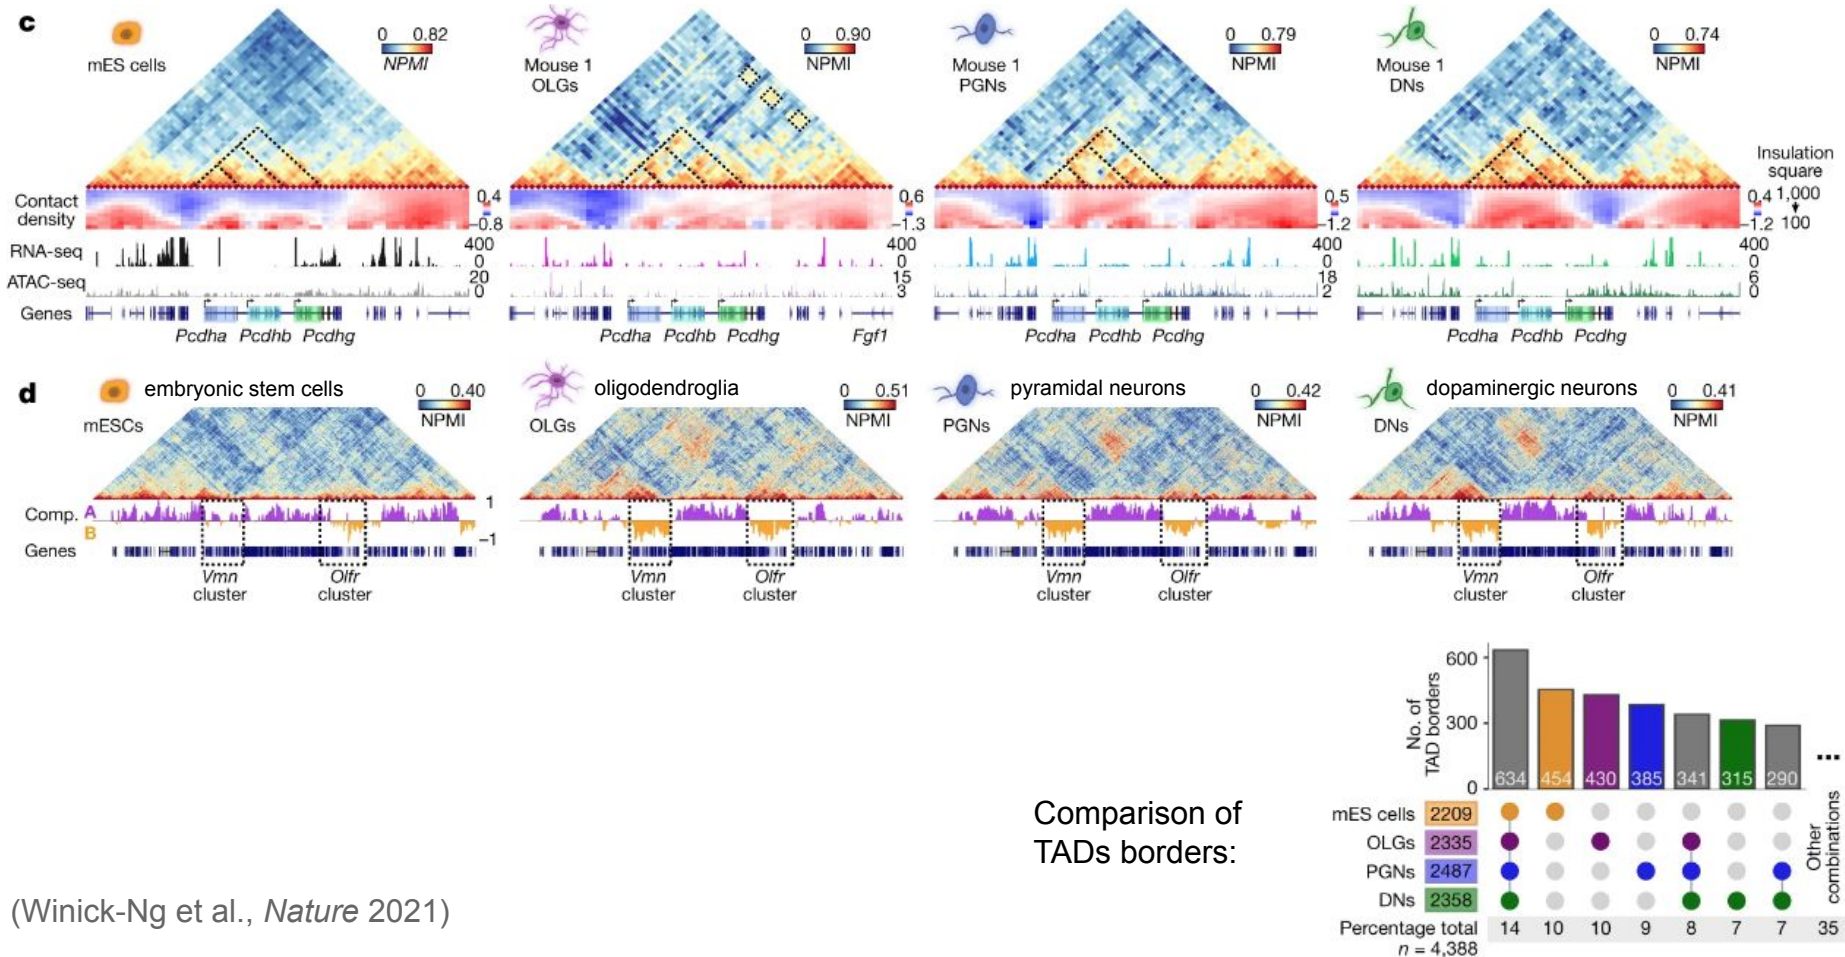 c
mES cells
0 0.82
NPMI
Mouse 1
OLGs
0 0.90
NPMI
Mouse 1
PGNs
0 0.79
NPMI
Mouse 1
DNs
0 0.74
NPMI
Insulation
square
1,000
100
Contact
density
0.4
−0.8
0.6
−1.3
0.5
−1.2
0.4
−1.2
RNA-seq
400
0
400
0
400
0
400
0
ATAC-seq
20
0
15
3
18
2
6
0
Genes
Pcdha Pcdhb Pcdhg
Pcdha Pcdhb Pcdhg Fgf1
Pcdha Pcdhb Pcdhg
Pcdha Pcdhb Pcdhg
d
embryonic stem cells
mESCs
0 0.40
NPMI
oligodendroglia
OLGs
0 0.51
NPMI
pyramidal neurons
PGNs
0 0.42
NPMI
dopaminergic neurons
DNs
0 0.41
NPMI
Comp. A
B
1
−1
Genes
Vmn
cluster
Olfr
cluster
Vmn
cluster
Olfr
cluster
Vmn
cluster
Olfr
cluster
Vmn
cluster
Olfr
cluster
Comparison of
TADs borders:
No. of
TAD borders
600
300
0
634 454 430 385 341 315 290 ...
mES cells 2209
OLGs 2335
PGNs 2487
DNs 2358
Other
combinations
Percentage total 14 10 10 9 8 7 7 35
n = 4,388
(Winick-Ng et al., Nature 2021)